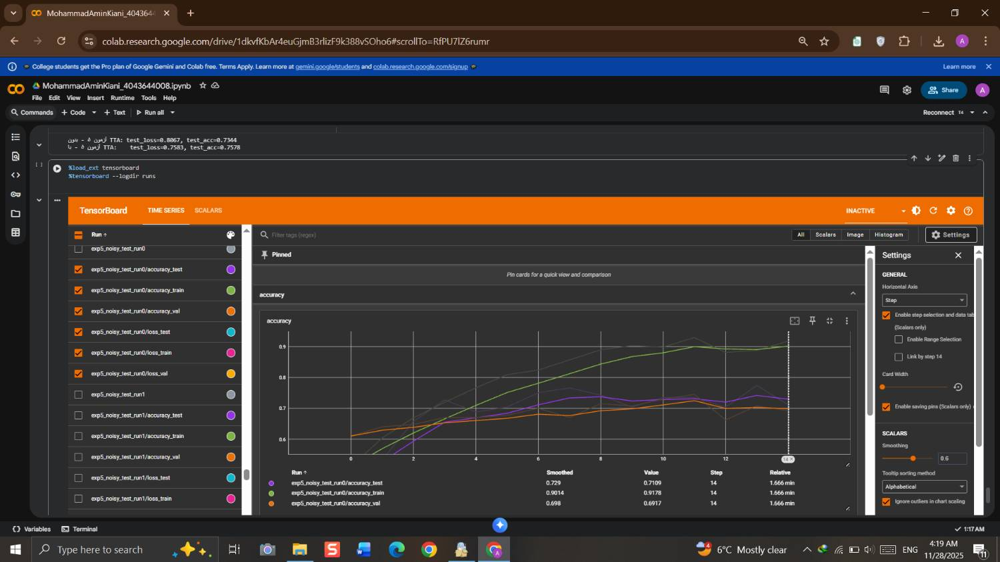 MohammadAminKiani_4043644
colab.research.google.com/drive/1dkvfKbAr4euGjmB3rlizF9k388vSOho6#scrollTo=RfPU7lZ6rumr
A
College students get the Pro plan of Google Gemini and Colab free. Terms Apply. Learn more at gemini.google/students and colab.research.google.com/signup
Learn more
MohammadAminKiani_4043644008.ipynb
File Edit View Insert Runtime Tools Help
Share
A
Commands + Code + Text Run all
Reconnect T4
آزمون ۵ - بدون TTA: test_loss=0.8067, test_acc=0.7344
آزمون ۵ - با TTA: test_loss=0.7583, test_acc=0.7578
[ ]
%load_ext tensorboard
%tensorboard --logdir runs
TensorBoard TIME SERIES SCALARS INACTIVE
Run ↑
exp5_noisy_test_run0
exp5_noisy_test_run0/accuracy_test
exp5_noisy_test_run0/accuracy_train
exp5_noisy_test_run0/accuracy_val
exp5_noisy_test_run0/loss_test
exp5_noisy_test_run0/loss_train
exp5_noisy_test_run0/loss_val
exp5_noisy_test_run1
exp5_noisy_test_run1/accuracy_test
exp5_noisy_test_run1/accuracy_train
exp5_noisy_test_run1/accuracy_val
exp5_noisy_test_run1/loss_test
exp5_noisy_test_run1/loss_train
Filter tags (regex)
All Scalars Image Histogram
Settings
Pinned
Pin cards for a quick view and comparison
accuracy
accuracy
0.9
0.8
0.7
0.6
0 2 4 6 8 10 12 14
Run ↑ Smoothed Value Step Relative
exp5_noisy_test_run0/accuracy_test 0.729 0.7109 14 1.666 min
exp5_noisy_test_run0/accuracy_train 0.9014 0.9178 14 1.666 min
exp5_noisy_test_run0/accuracy_val 0.698 0.6917 14 1.666 min
Settings
GENERAL
Horizontal Axis
Step
Enable step selection and data tab
(Scalars only)
Enable Range Selection
Link by step 14
Card Width
Enable saving pins (Scalars only)
SCALARS
Smoothing
0.6
Tooltip sorting method
Alphabetical
Ignore outliers in chart scaling
Variables Terminal
1:17 AM
Type here to search
6°C Mostly clear
ENG
4:19 AM
11/28/2025
11